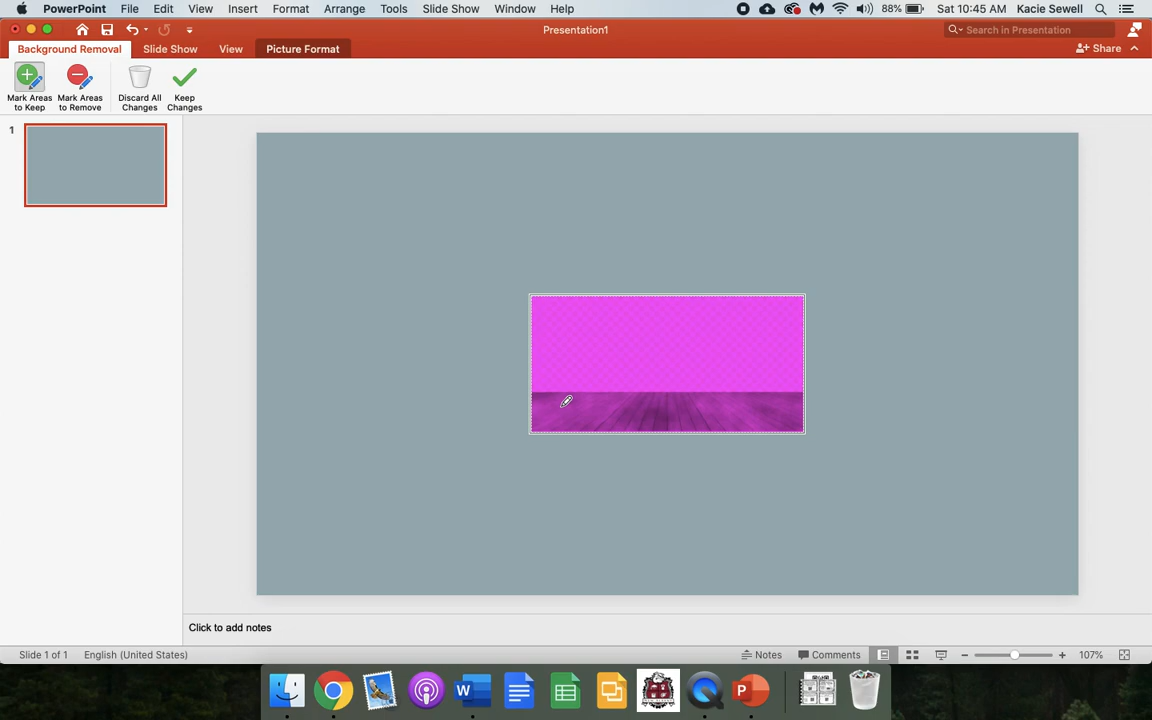 PowerPoint File Edit View Insert Format Arrange Tools Slide Show Window Help 88% Sat 10:45 AM Kacie Sewell
Presentation1 Search in Presentation
Background Removal Slide Show View Picture Format Share
Mark Areas to Keep
Mark Areas to Remove
Discard All Changes
Keep Changes
1
Click to add notes
Slide 1 of 1 English (United States) Notes Comments 107%
W P